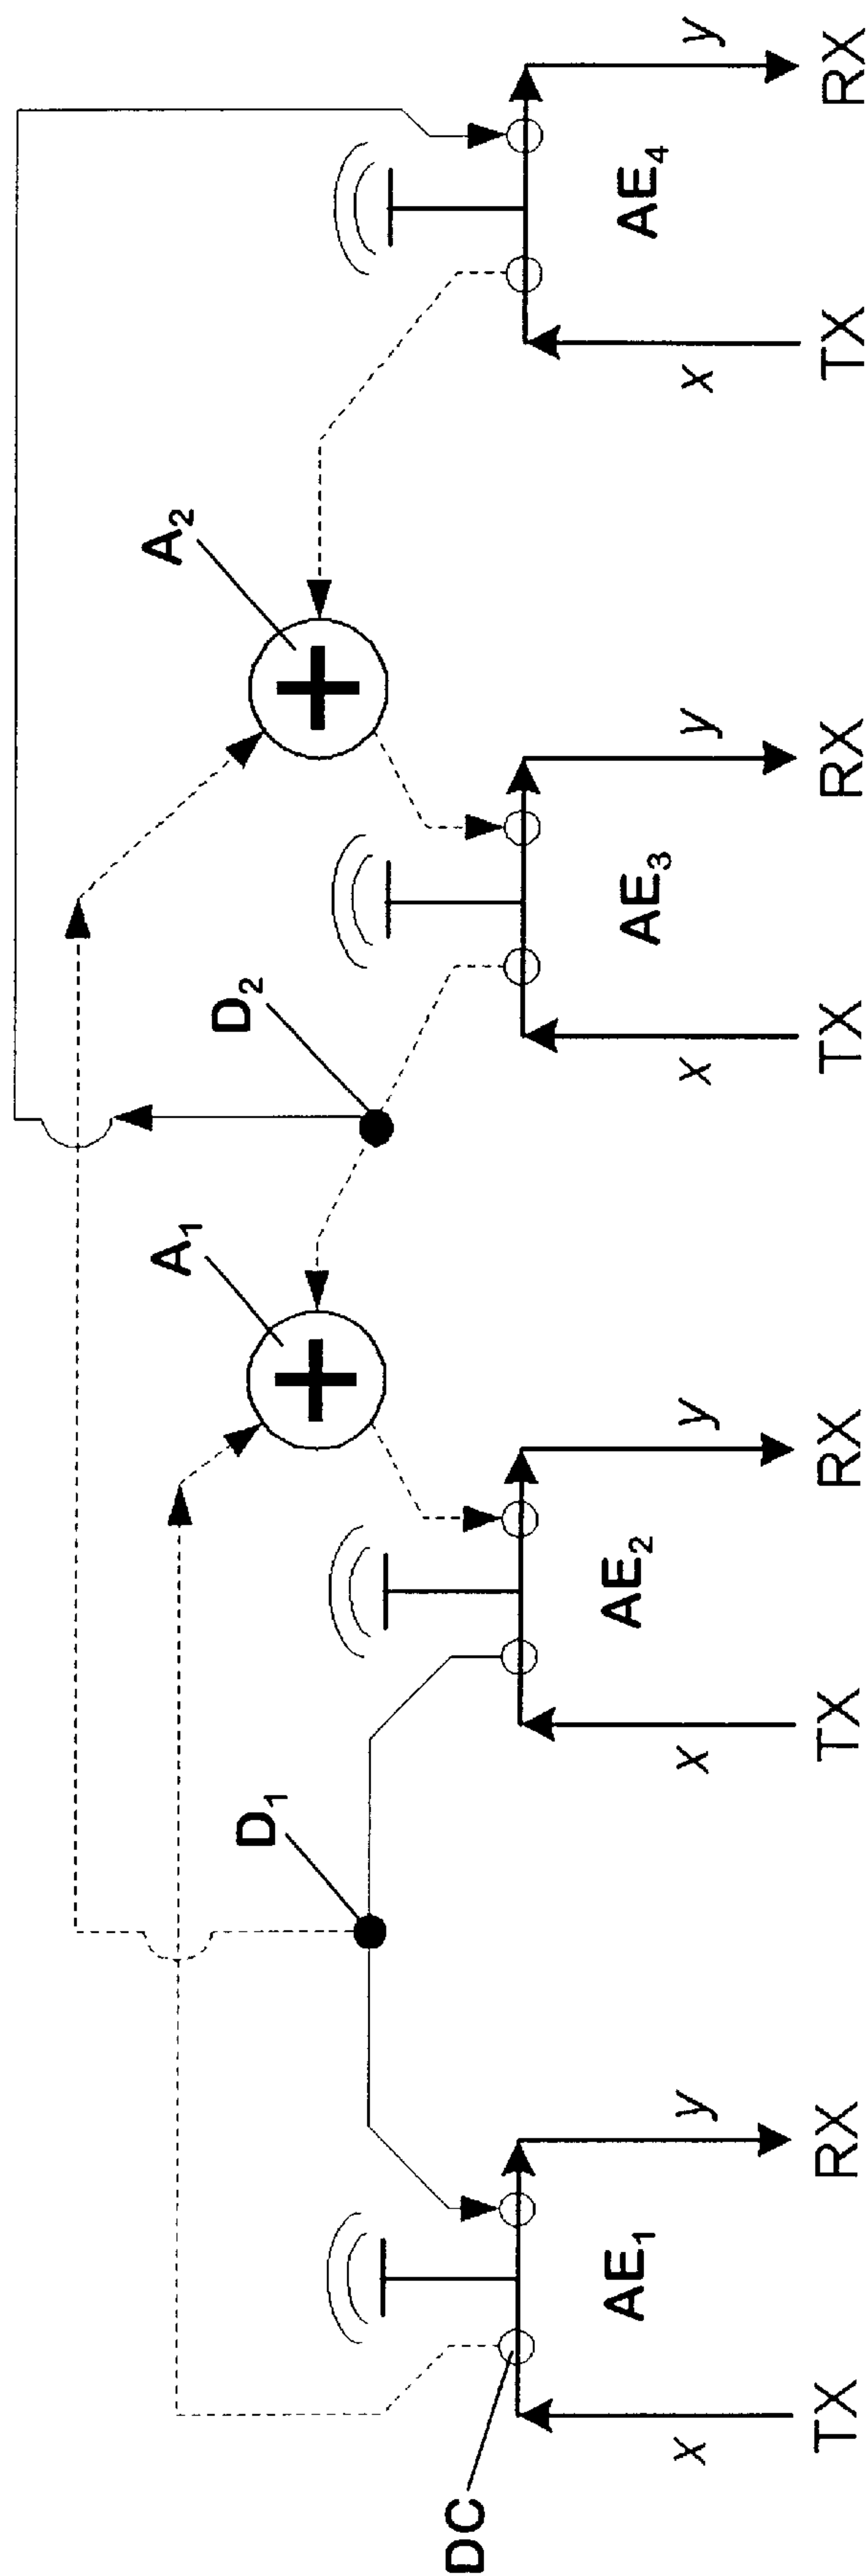 A₂
D₂
A₁
D₁
DC
AE₁
AE₂
AE₃
AE₄
x
y
x
y
x
y
x
y
TX
RX
TX
RX
TX
RX
TX
RX